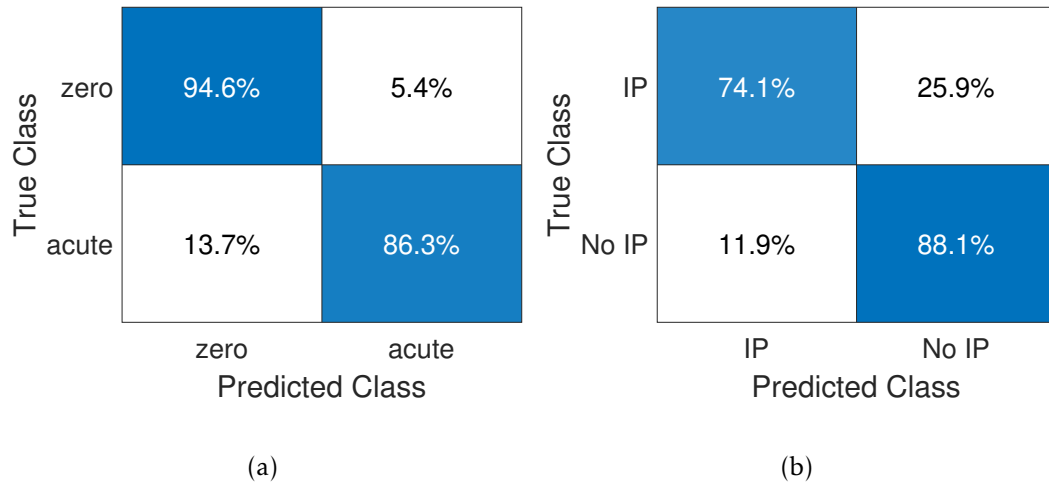 True Class
zero
94.6%
5.4%
acute
13.7%
86.3%
zero
acute
Predicted Class
(a)
True Class
IP
74.1%
25.9%
No IP
11.9%
88.1%
IP
No IP
Predicted Class
(b)